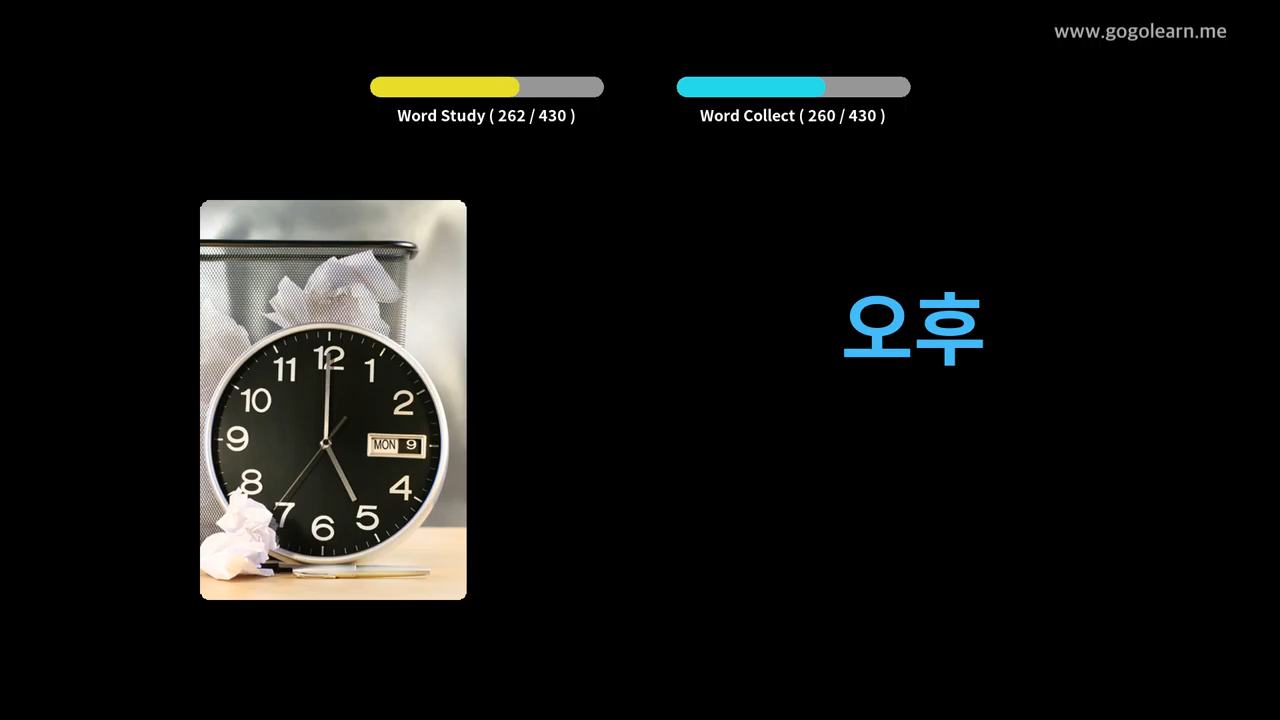 www.gogolearn.me
Word Study ( 262 / 430 )
Word Collect ( 260 / 430 )
오후
12
1
2
MON 9
4
5
6
7
8
9
10
11